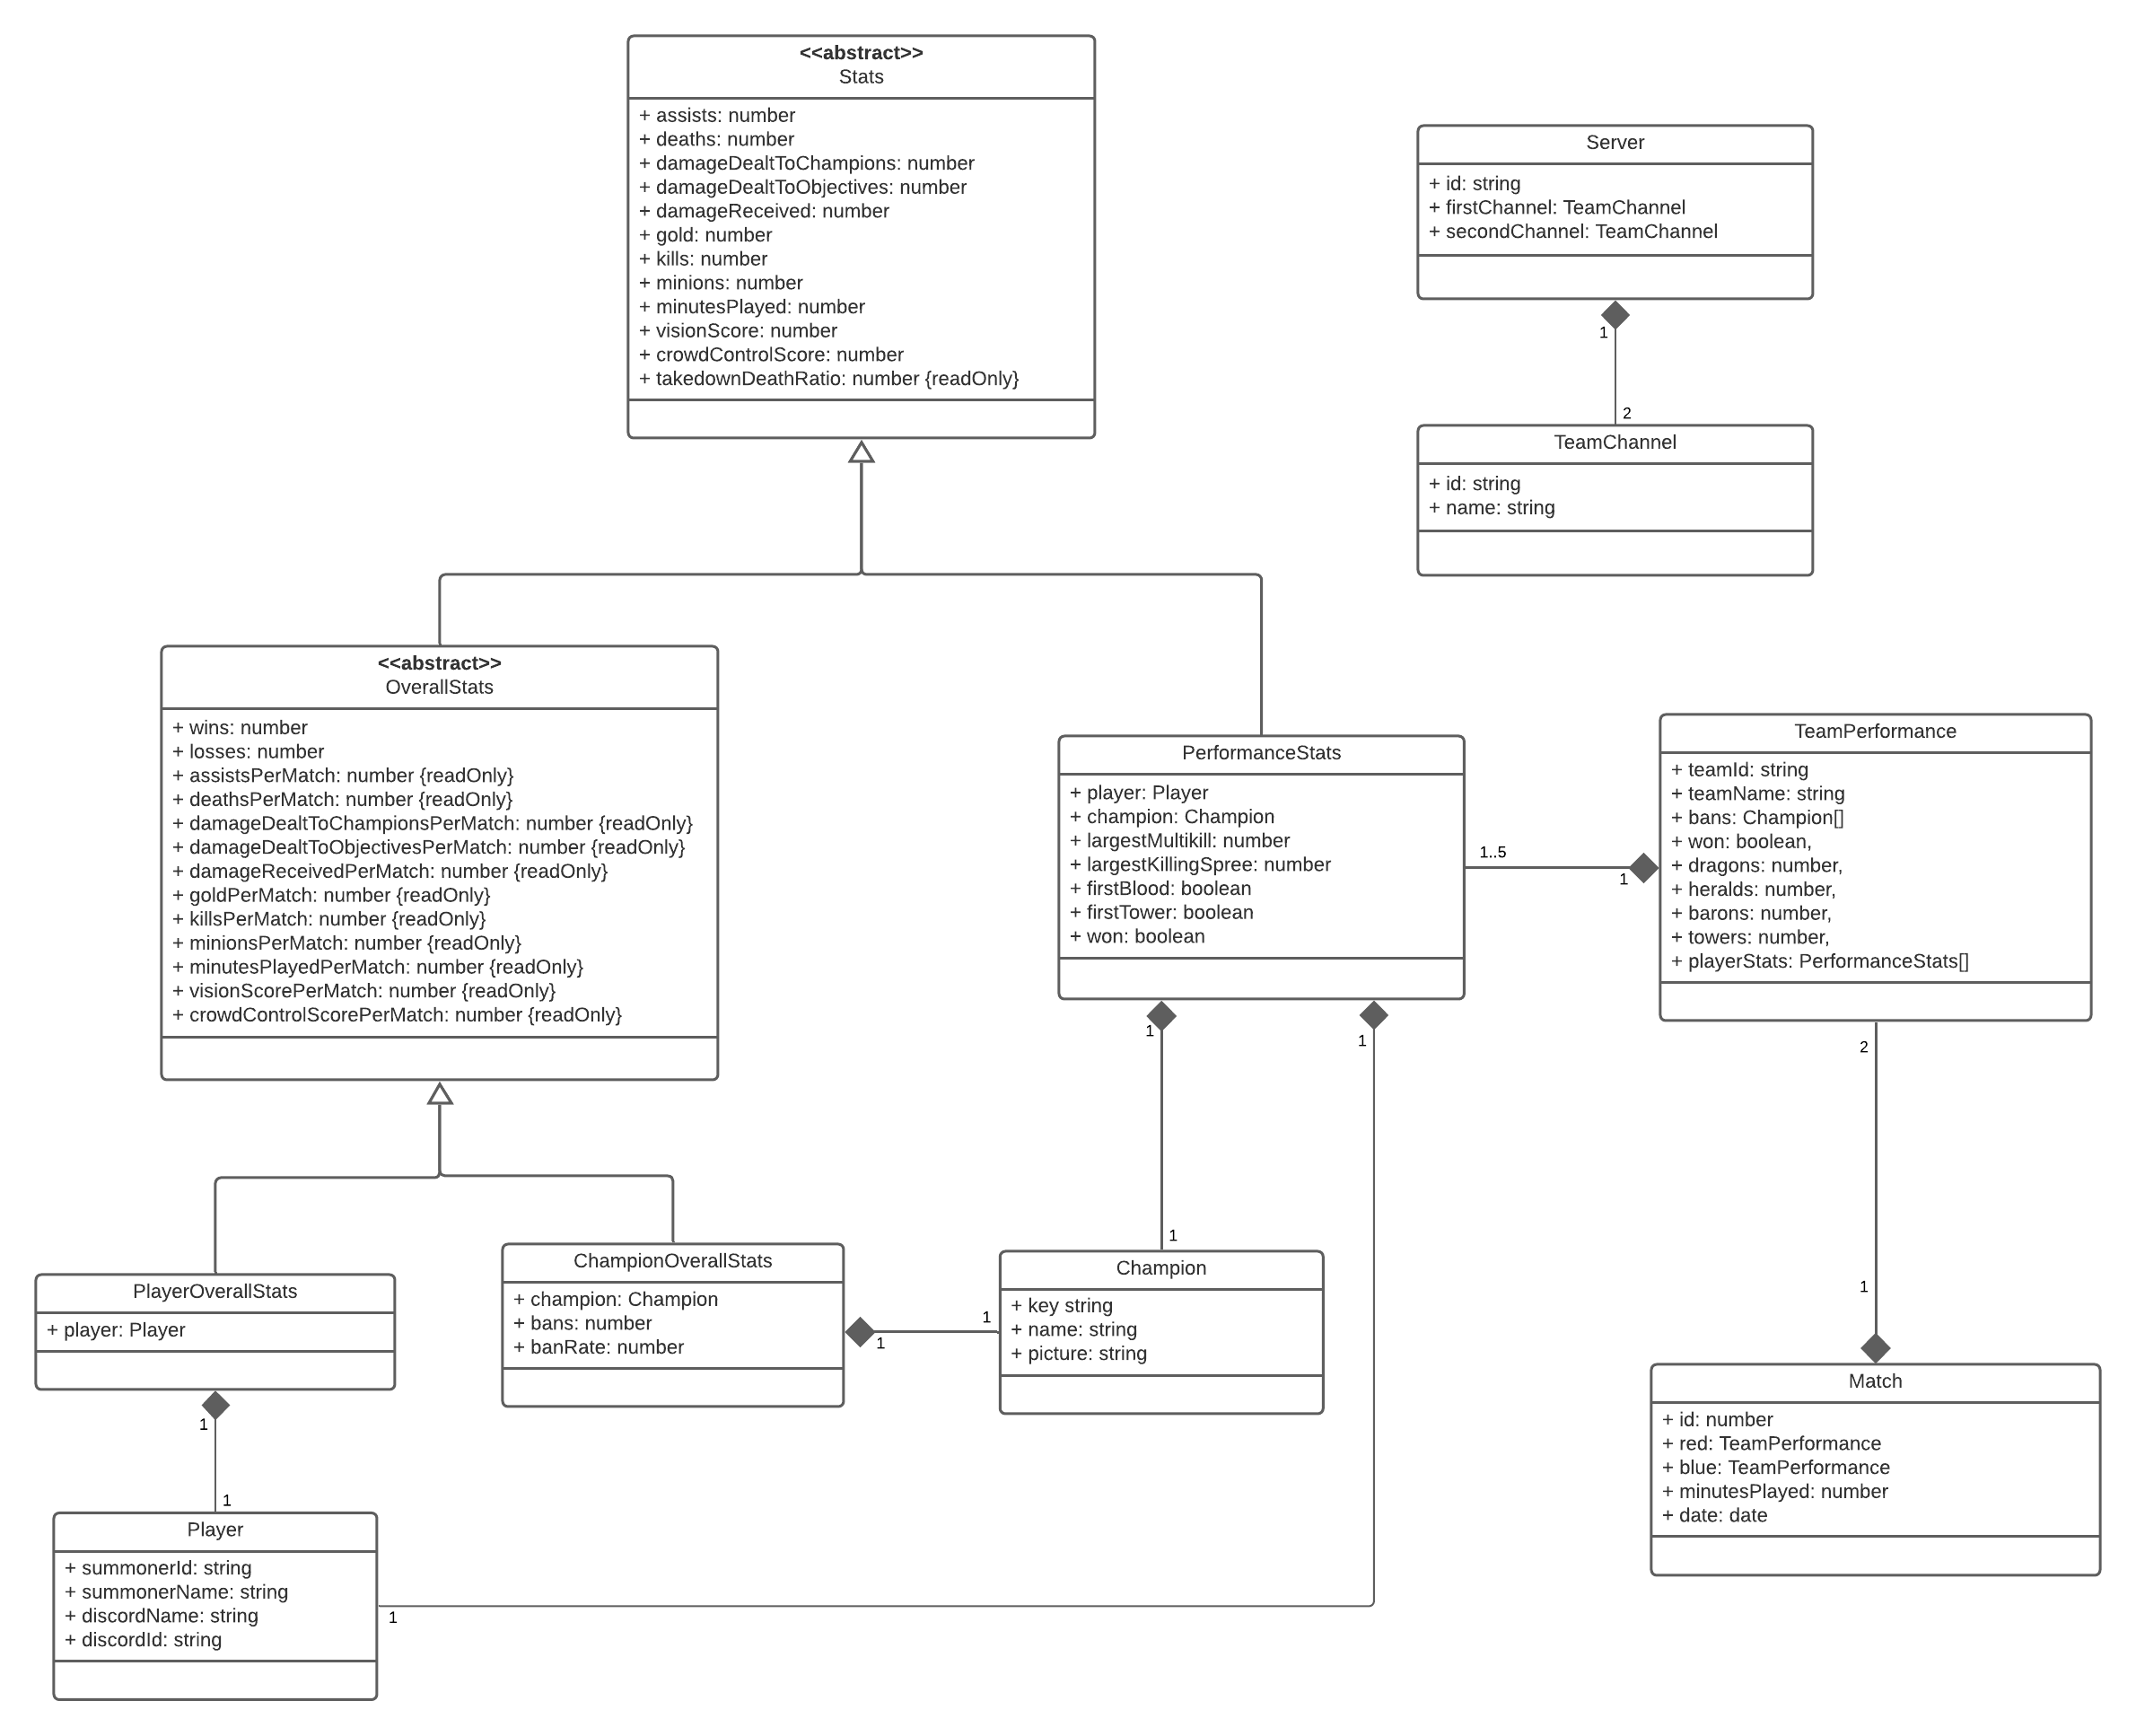 <<abstract>>
Stats
+ assists: number
+ deaths: number
+ damageDealtToChampions: number
+ damageDealtToObjectives: number
+ damageReceived: number
+ gold: number
+ kills: number
+ minions: number
+ minutesPlayed: number
+ visionScore: number
+ crowdControlScore: number
+ takedownDeathRatio: number {readOnly}
Server
+ id: string
+ firstChannel: TeamChannel
+ secondChannel: TeamChannel
1
2
TeamChannel
+ id: string
+ name: string
<<abstract>>
OverallStats
+ wins: number
+ losses: number
+ assistsPerMatch: number {readOnly}
+ deathsPerMatch: number {readOnly}
+ damageDealtToChampionsPerMatch: number {readOnly}
+ damageDealtToObjectivesPerMatch: number {readOnly}
+ damageReceivedPerMatch: number {readOnly}
+ goldPerMatch: number {readOnly}
+ killsPerMatch: number {readOnly}
+ minionsPerMatch: number {readOnly}
+ minutesPlayedPerMatch: number {readOnly}
+ visionScorePerMatch: number {readOnly}
+ crowdControlScorePerMatch: number {readOnly}
PerformanceStats
+ player: Player
+ champion: Champion
+ largestMultikill: number
+ largestKillingSpree: number
+ firstBlood: boolean
+ firstTower: boolean
+ won: boolean
1..5
1
TeamPerformance
+ teamId: string
+ teamName: string
+ bans: Champion[]
+ won: boolean,
+ dragons: number,
+ heralds: number,
+ barons: number,
+ towers: number,
+ playerStats: PerformanceStats[]
1
1
2
1
1
PlayerOverallStats
+ player: Player
ChampionOverallStats
+ champion: Champion
+ bans: number
+ banRate: number
1
1
Champion
+ key string
+ name: string
+ picture: string
Match
+ id: number
+ red: TeamPerformance
+ blue: TeamPerformance
+ minutesPlayed: number
+ date: date
1
1
Player
+ summonerId: string
+ summonerName: string
+ discordName: string
+ discordId: string
1